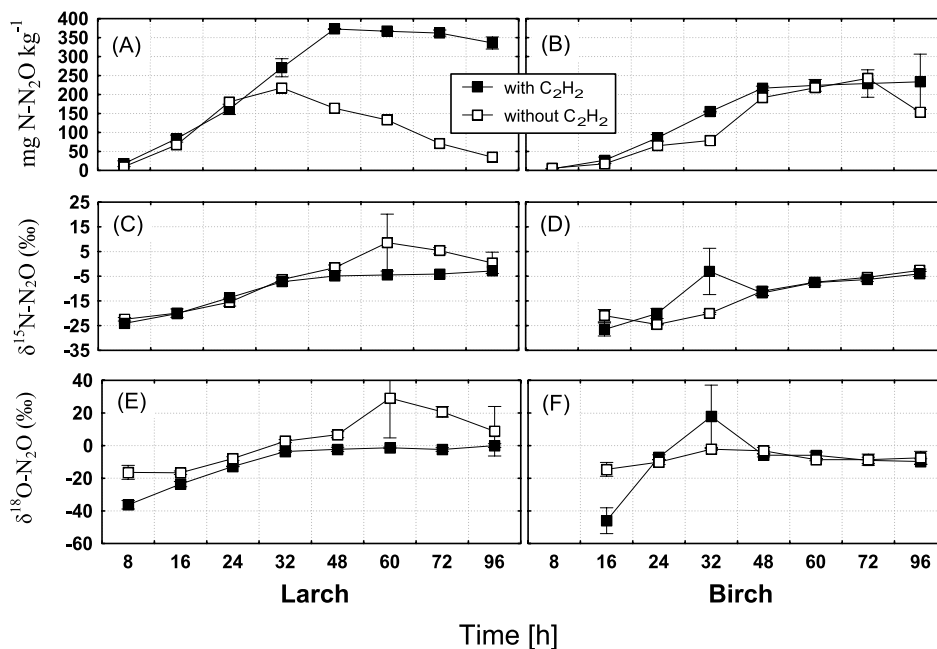 400
350
300
250
200
150
100
50
0
mg N-N₂O kg⁻¹
(A)
(B)
with C₂H₂
without C₂H₂
25
15
5
-5
-15
-25
-35
δ¹⁵N-N₂O (‰)
(C)
(D)
40
20
0
-20
-40
-60
δ¹⁸O-N₂O (‰)
(E)
(F)
8 16 24 32 48 60 72 96
8 16 24 32 48 60 72 96
Larch
Birch
Time [h]